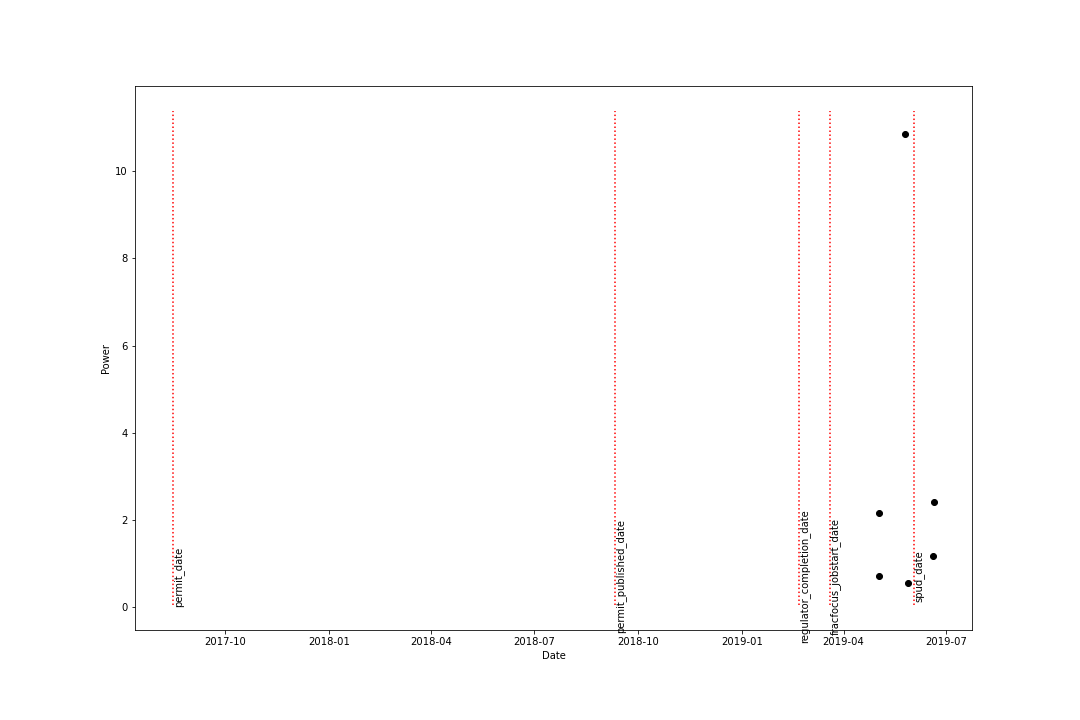 10
8
6
4
2
0
Power
permit_date
permit_published_date
regulator_completion_date
fracfocus_jobstart_date
spud_date
2017-10
2018-01
2018-04
2018-07
2018-10
2019-01
2019-04
2019-07
Date